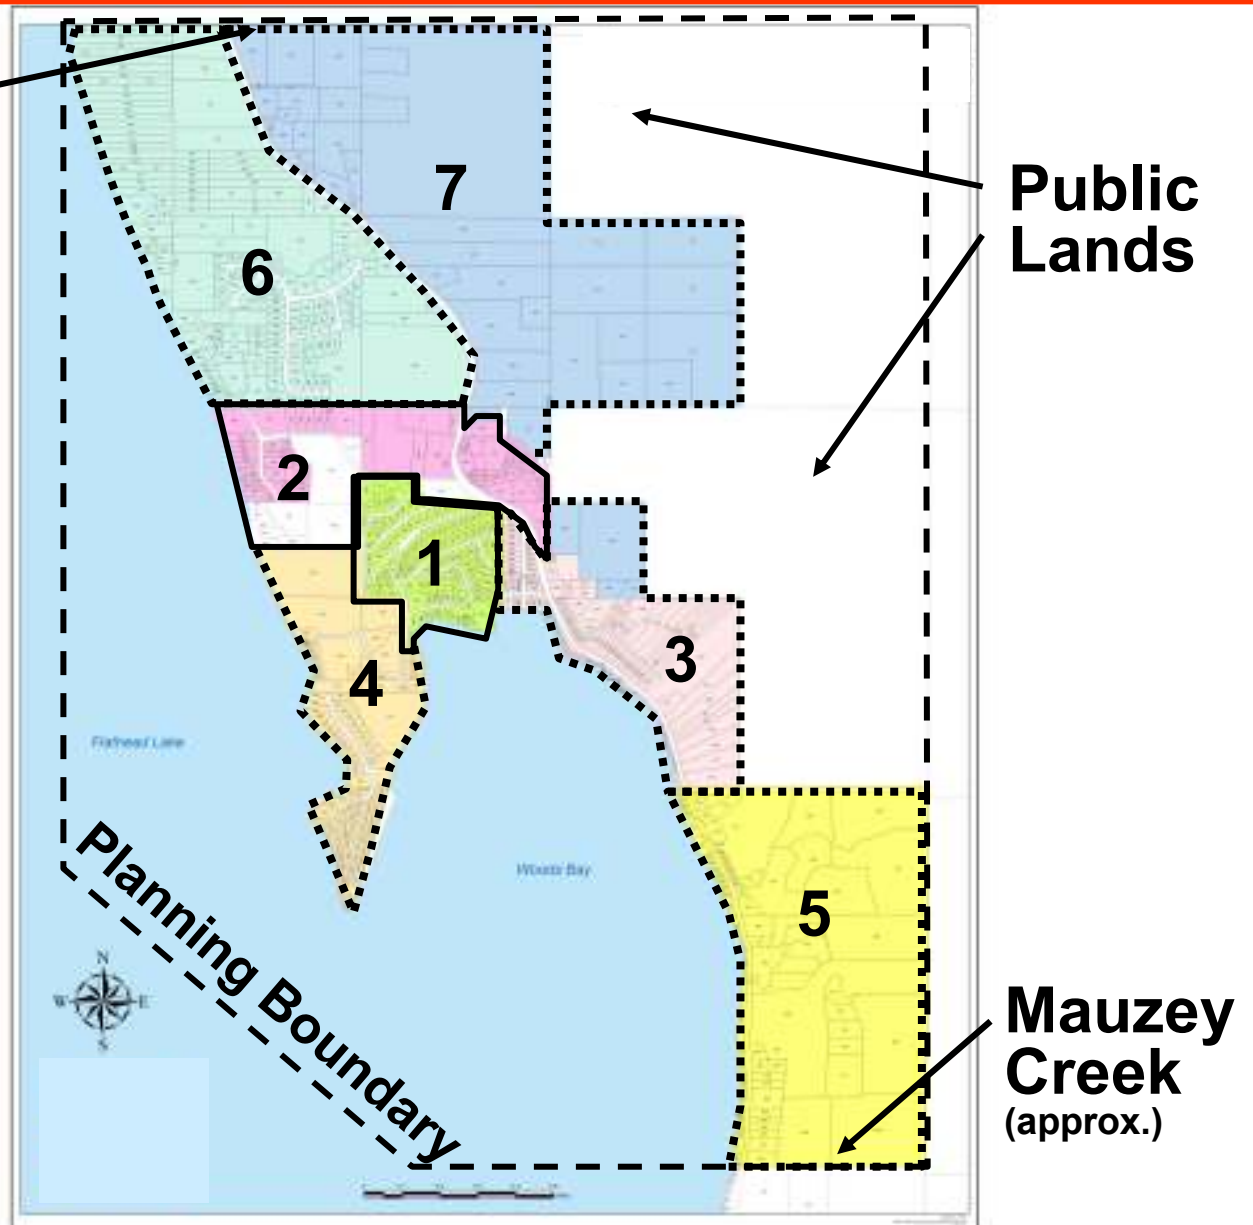 7
Public
Lands
6
2
1
3
4
Flathead Lake
Woods Bay
5
Planning Boundary
N
W E
S
Mauzey
Creek
(approx.)